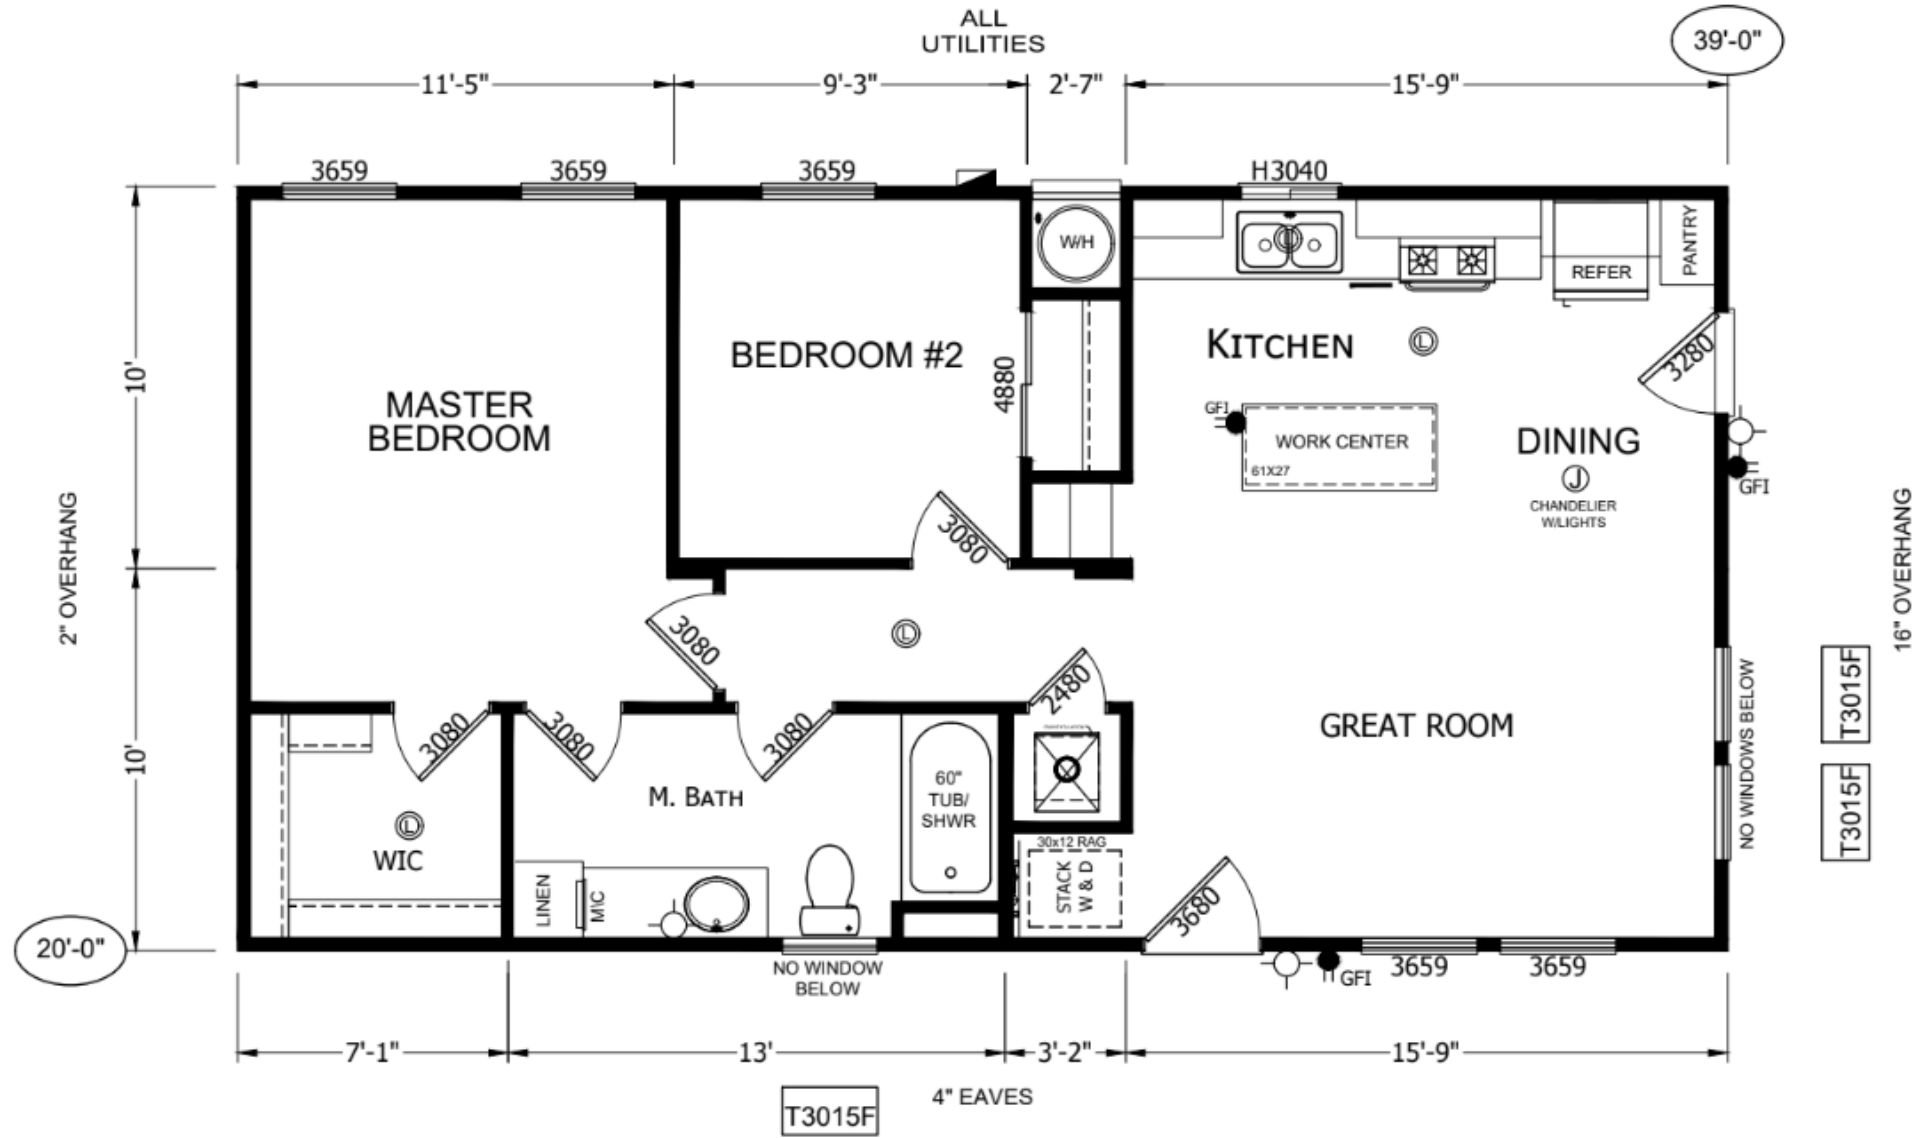 ALL
UTILITIES
39'-0"
11'-5"
9'-3"
2'-7"
15'-9"
3659
3659
3659
H3040
W/H
PANTRY
REFER
KITCHEN
L
3280
BEDROOM #2
4880
MASTER
BEDROOM
GFI
WORK CENTER
61X27
DINING
J
CHANDELIER
W/LIGHTS
GFI
10'
2" OVERHANG
16" OVERHANG
3080
3080
L
2480
T3015F
NO WINDOWS BELOW
GREAT ROOM
10'
3080
3080
3080
M. BATH
60"
TUB/
SHWR
T3015F
L
WIC
30x12 RAG
STACK
W & D
LINEN
M\C
3680
20'-0"
NO WINDOW
BELOW
GFI
3659
3659
7'-1"
13'
3'-2"
15'-9"
4" EAVES
T3015F